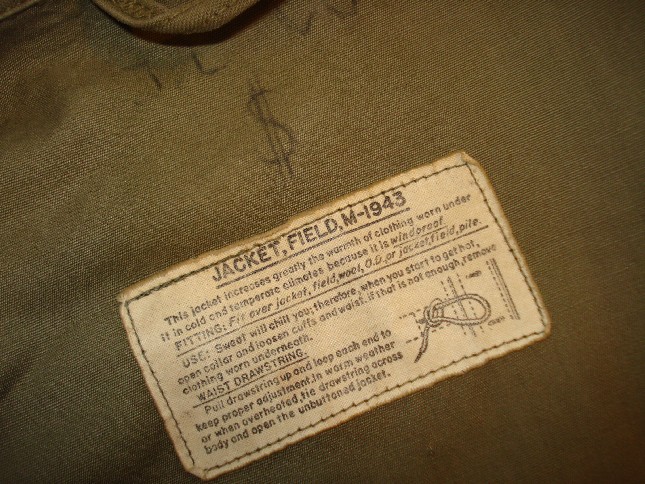 T L
$
JACKET, FIELD, M-1943
This jacket increases greatly the warmth of clothing worn under
it in cold and temperate climates because it is windproof.
FITTING: Fit over jacket, field, wool, O.D. or jacket, field, pile.
USE: Sweat will chill you; therefore, when you start to get hot,
open collar and loosen cuffs and waist. if that is not enough, remove
clothing worn underneath.
WAIST DRAWSTRING:
Pull drawstring up and loop each end to
keep proper adjustment. In warm weather
or when overheated, tie drawstring across
body and open the unbuttoned jacket.